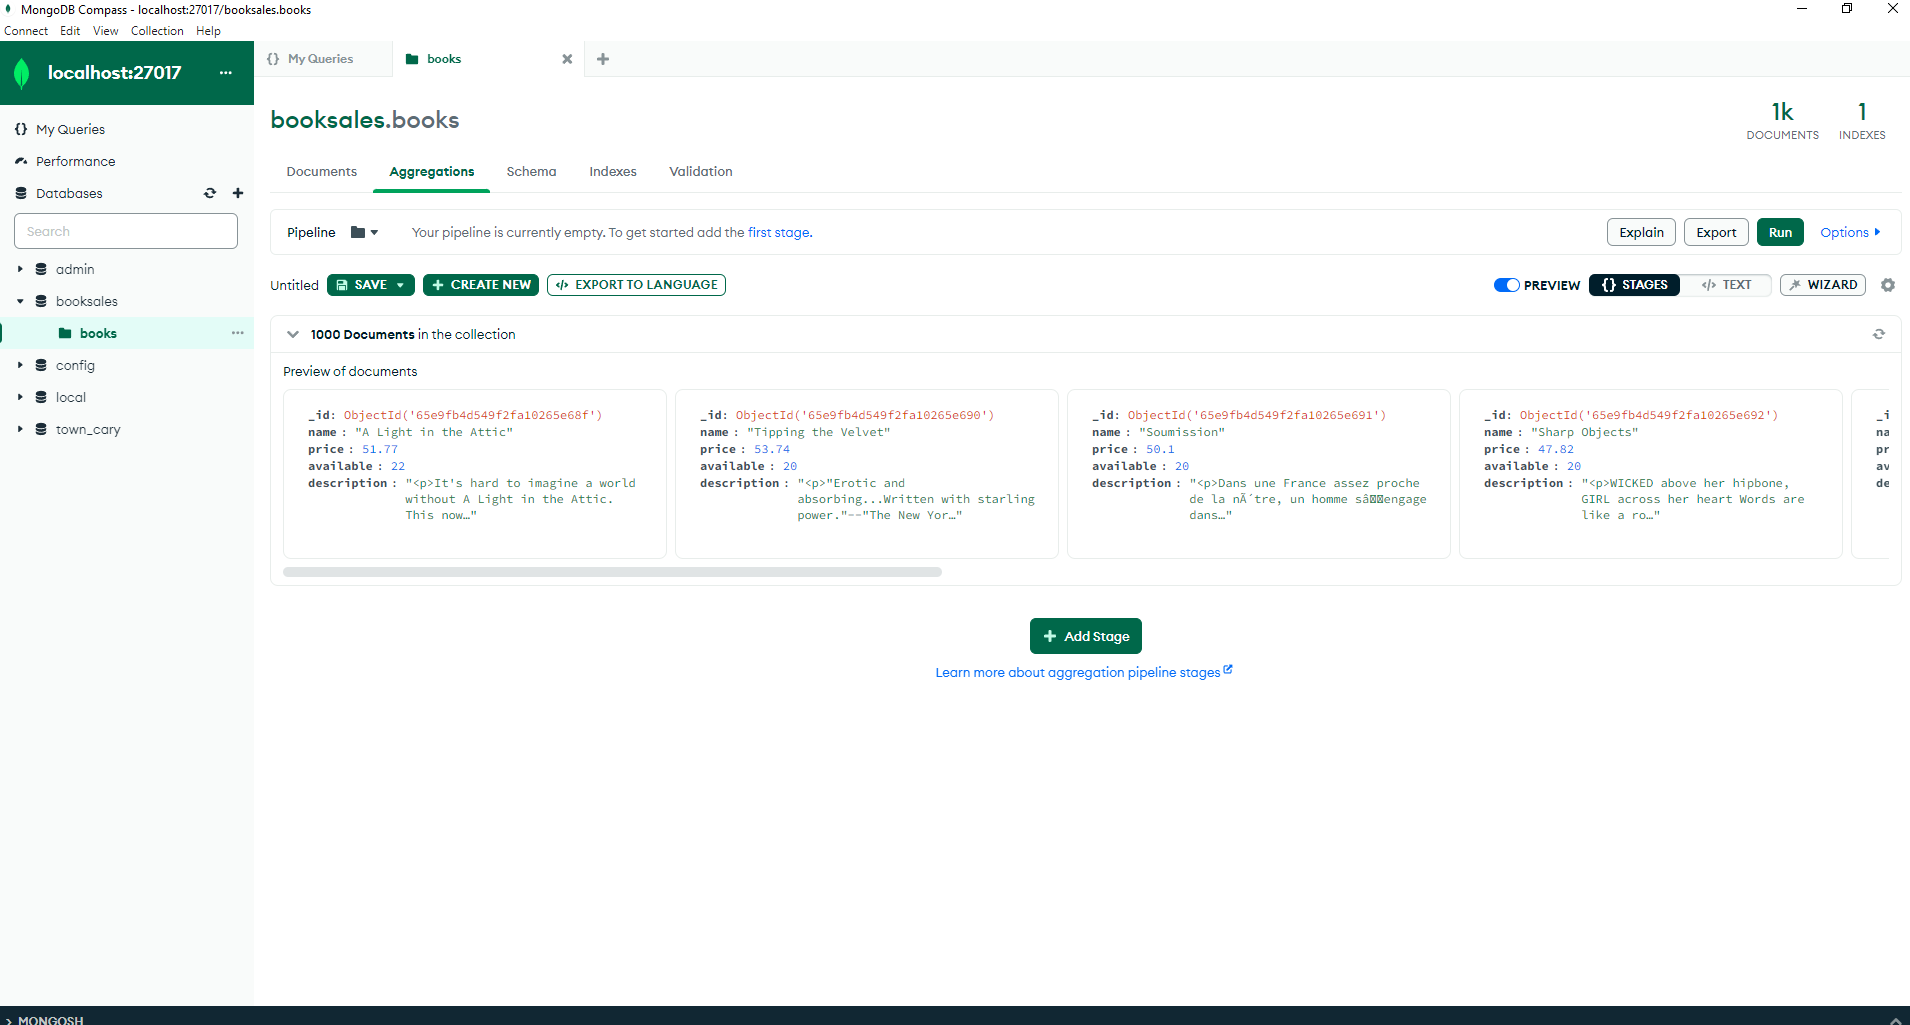 MongoDB Compass - localhost:27017/booksales.books
Connect Edit View Collection Help
localhost:27017 ...
{} My Queries
books
{} My Queries
Performance
Databases
Search
admin
booksales
books ...
config
local
town_cary
booksales.books
1k
DOCUMENTS
1
INDEXES
Documents Aggregations Schema Indexes Validation
Pipeline Your pipeline is currently empty. To get started add the first stage. Explain Export Run Options
Untitled SAVE + CREATE NEW </> EXPORT TO LANGUAGE PREVIEW {} STAGES </> TEXT WIZARD
1000 Documents in the collection
Preview of documents
_id: ObjectId('65e9fb4d549f2fa10265e68f')
name : "A Light in the Attic"
price : 51.77
available : 22
description : "<p>It's hard to imagine a world
without A Light in the Attic.
This now…"
_id: ObjectId('65e9fb4d549f2fa10265e690')
name : "Tipping the Velvet"
price : 53.74
available : 20
description : "<p>"Erotic and
absorbing...Written with starling
power."--"The New Yor…"
_id: ObjectId('65e9fb4d549f2fa10265e691')
name : "Soumission"
price : 50.1
available : 20
description : "<p>Dans une France assez proche
de la nÃ´tre, un homme sâengage
dans…"
_id: ObjectId('65e9fb4d549f2fa10265e692')
name : "Sharp Objects"
price : 47.82
available : 20
description : "<p>WICKED above her hipbone,
GIRL across her heart Words are
like a ro…"
_i
na
pr
av
de
+ Add Stage
Learn more about aggregation pipeline stages
>_MONGOSH